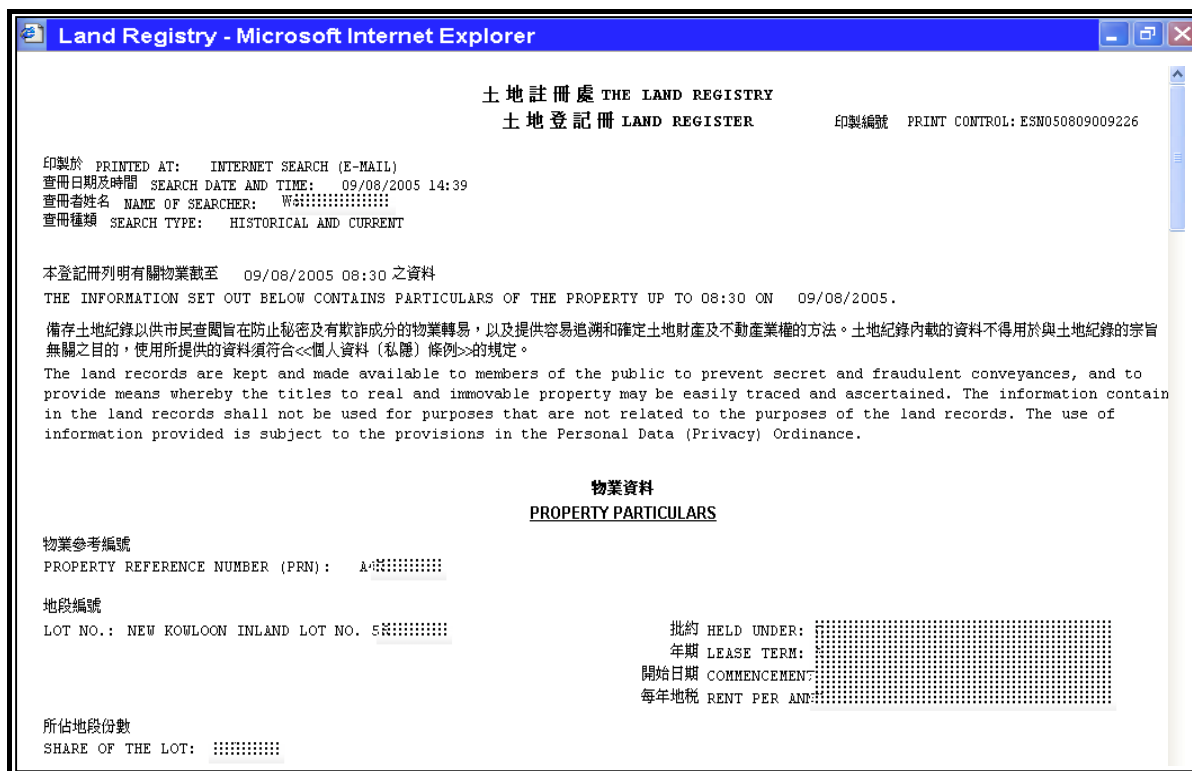 Land Registry - Microsoft Internet Explorer
土地註冊處 THE LAND REGISTRY
土地登記冊 LAND REGISTER 印製編號 PRINT CONTROL: ESN050809009226
印製於 PRINTED AT: INTERNET SEARCH (E-MAIL)
查冊日期及時間 SEARCH DATE AND TIME: 09/08/2005 14:39
查冊者姓名 NAME OF SEARCHER:
查冊種類 SEARCH TYPE: HISTORICAL AND CURRENT
本登記冊列明有關物業截至 09/08/2005 08:30 之資料
THE INFORMATION SET OUT BELOW CONTAINS PARTICULARS OF THE PROPERTY UP TO 08:30 ON 09/08/2005.
備存土地紀錄以供市民查閱旨在防止秘密及有欺詐成分的物業轉易，以及提供容易追溯和確定土地財產及不動產業權的方法。土地紀錄內載的資料不得用於與土地紀錄的宗旨
無關之目的，使用所提供的資料須符合<<個人資料（私隱）條例>>的規定。
The land records are kept and made available to members of the public to prevent secret and fraudulent conveyances, and to
provide means whereby the titles to real and immovable property may be easily traced and ascertained. The information contain
in the land records shall not be used for purposes that are not related to the purposes of the land records. The use of
information provided is subject to the provisions in the Personal Data (Privacy) Ordinance.
物業資料
PROPERTY PARTICULARS
物業參考編號
PROPERTY REFERENCE NUMBER (PRN):
地段編號
LOT NO.: NEW KOWLOON INLAND LOT NO. 5
批約 HELD UNDER:
年期 LEASE TERM:
開始日期 COMMENCEMENT
每年地稅 RENT PER ANN
所佔地段份數
SHARE OF THE LOT: